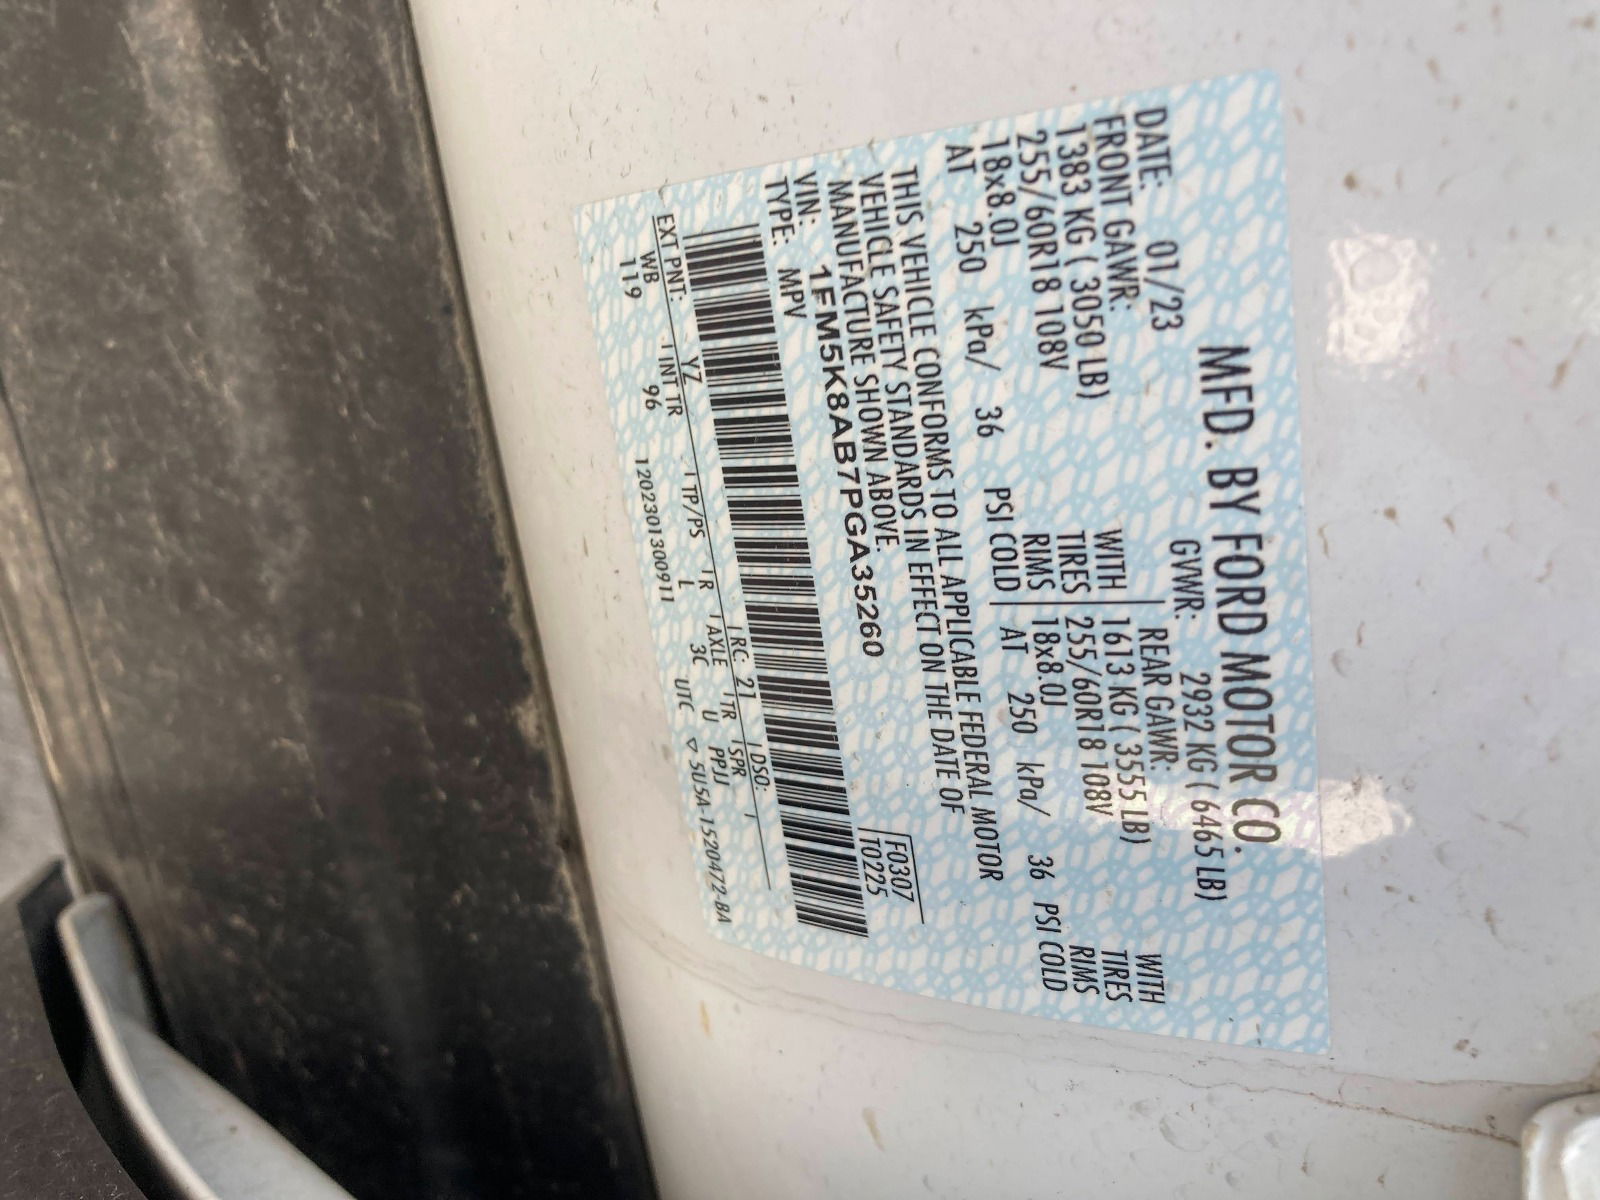 MFD. BY FORD MOTOR CO.
DATE: 01/23 GVWR: 2932 KG ( 6465 LB)
FRONT GAWR: REAR GAWR:
1383 KG ( 3050 LB) WITH 1613 KG ( 3555 LB) WITH
255/60R18 108V TIRES 255/60R18 108V TIRES
18x8.0J RIMS 18x8.0J RIMS
AT 250 kPa/ 36 PSI COLD AT 250 kPa/ 36 PSI COLD
THIS VEHICLE CONFORMS TO ALL APPLICABLE FEDERAL MOTOR
VEHICLE SAFETY STANDARDS IN EFFECT ON THE DATE OF
MANUFACTURE SHOWN ABOVE.
VIN: 1FM5K8AB7PGA35260
TYPE: MPV
F0307
T0225
EXT PNT: YZ RC: 21 DSO:
WB INT TR TP/PS R AXLE TR SPR
119 96 L 3C U PPJJ
1202301300911 UTC ▽ 5U5A-1520472-BA